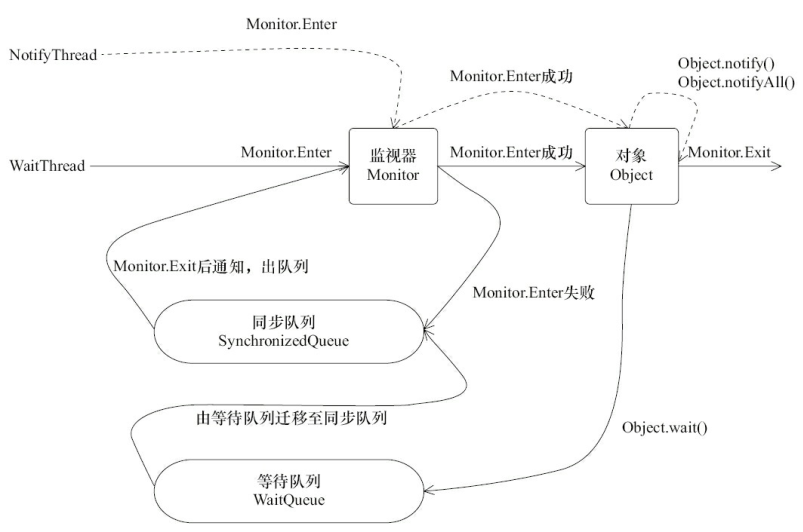 Monitor.Enter
NotifyThread
Object.notify()
Monitor.Enter成功
Object.notifyAll()
WaitThread
Monitor.Enter
监视器
Monitor
Monitor.Enter成功
对象
Object
Monitor.Exit
Monitor.Exit后通知，出队列
Monitor.Enter失败
同步队列
SynchronizedQueue
由等待队列迁移至同步队列
Object.wait()
等待队列
WaitQueue